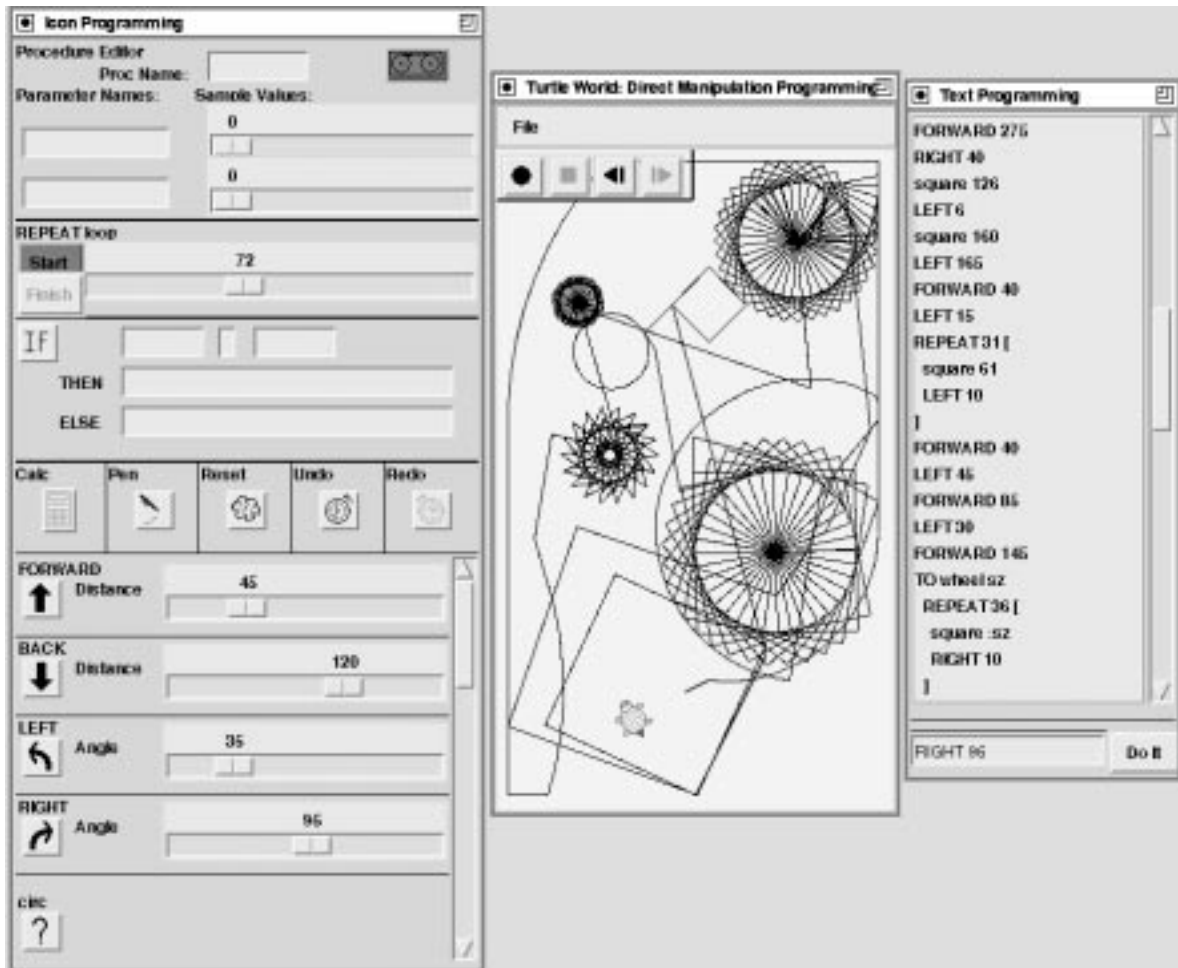 Icon Programming
Procedure Editor
Proc Name:
Parameter Names: Sample Values:
0
0
REPEAT loop
Start
72
Finish
IF
THEN
ELSE
Calc Pen Reset Undo Redo
FORWARD
Distance
45
BACK
Distance
120
LEFT
Angle
35
RIGHT
Angle
circ
?
Turtle World: Direct Manipulation Programming
File
Text Programming
FORWARD 275
RIGHT 40
square 126
LEFT 6
square 160
LEFT 165
FORWARD 40
LEFT 15
REPEAT 31 [
square 61
LEFT 10
]
FORWARD 40
LEFT 45
FORWARD 85
LEFT 30
FORWARD 145
TO wheel sz
REPEAT 36 [
square :sz
RIGHT 10
]
RIGHT 96
Do It